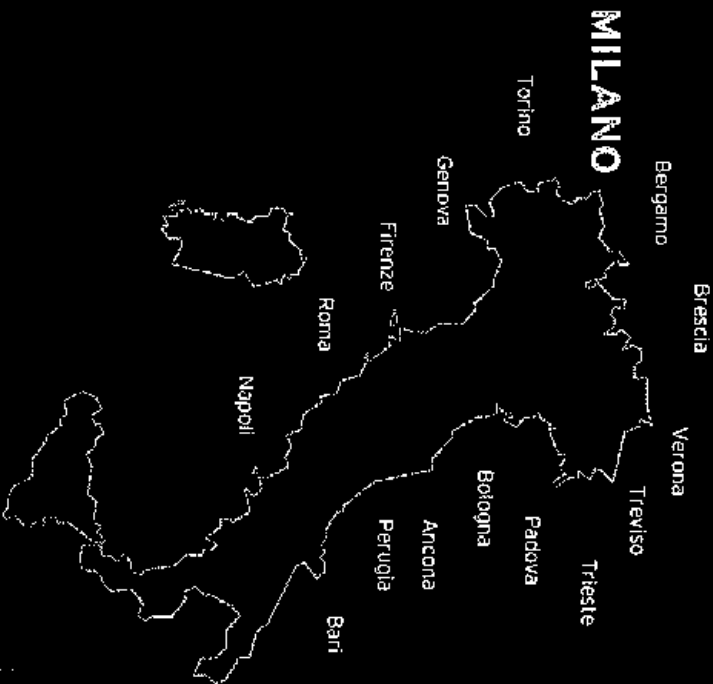 Brescia
Verona
Bergamo
Treviso
MILANO
Trieste
Torino
Padova
Bologna
Genova
Ancona
Firenze
Perugia
Roma
Bari
Napoli